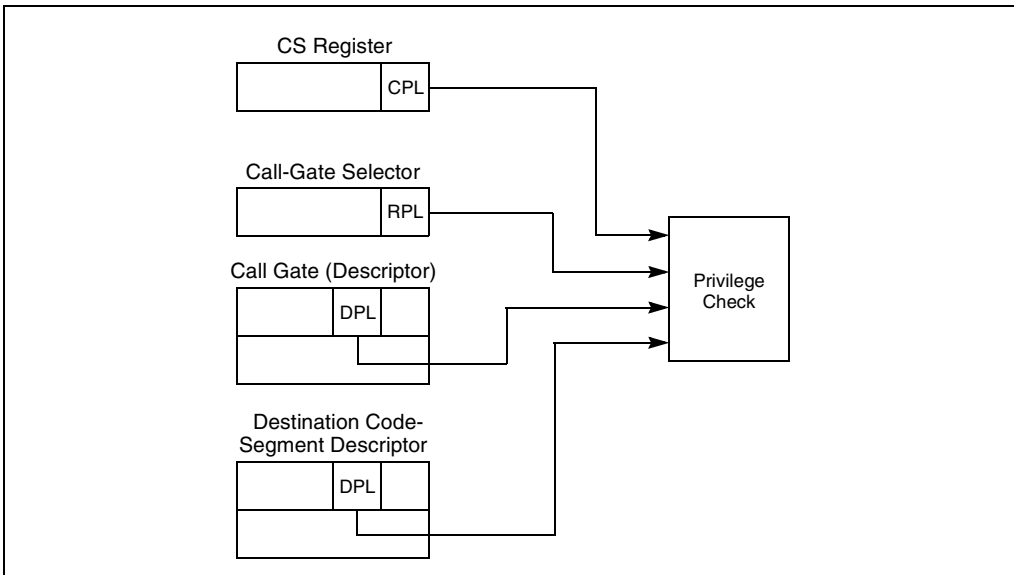 CS Register
CPL
Call-Gate Selector
RPL
Call Gate (Descriptor)
DPL
Privilege
Check
Destination Code-
Segment Descriptor
DPL